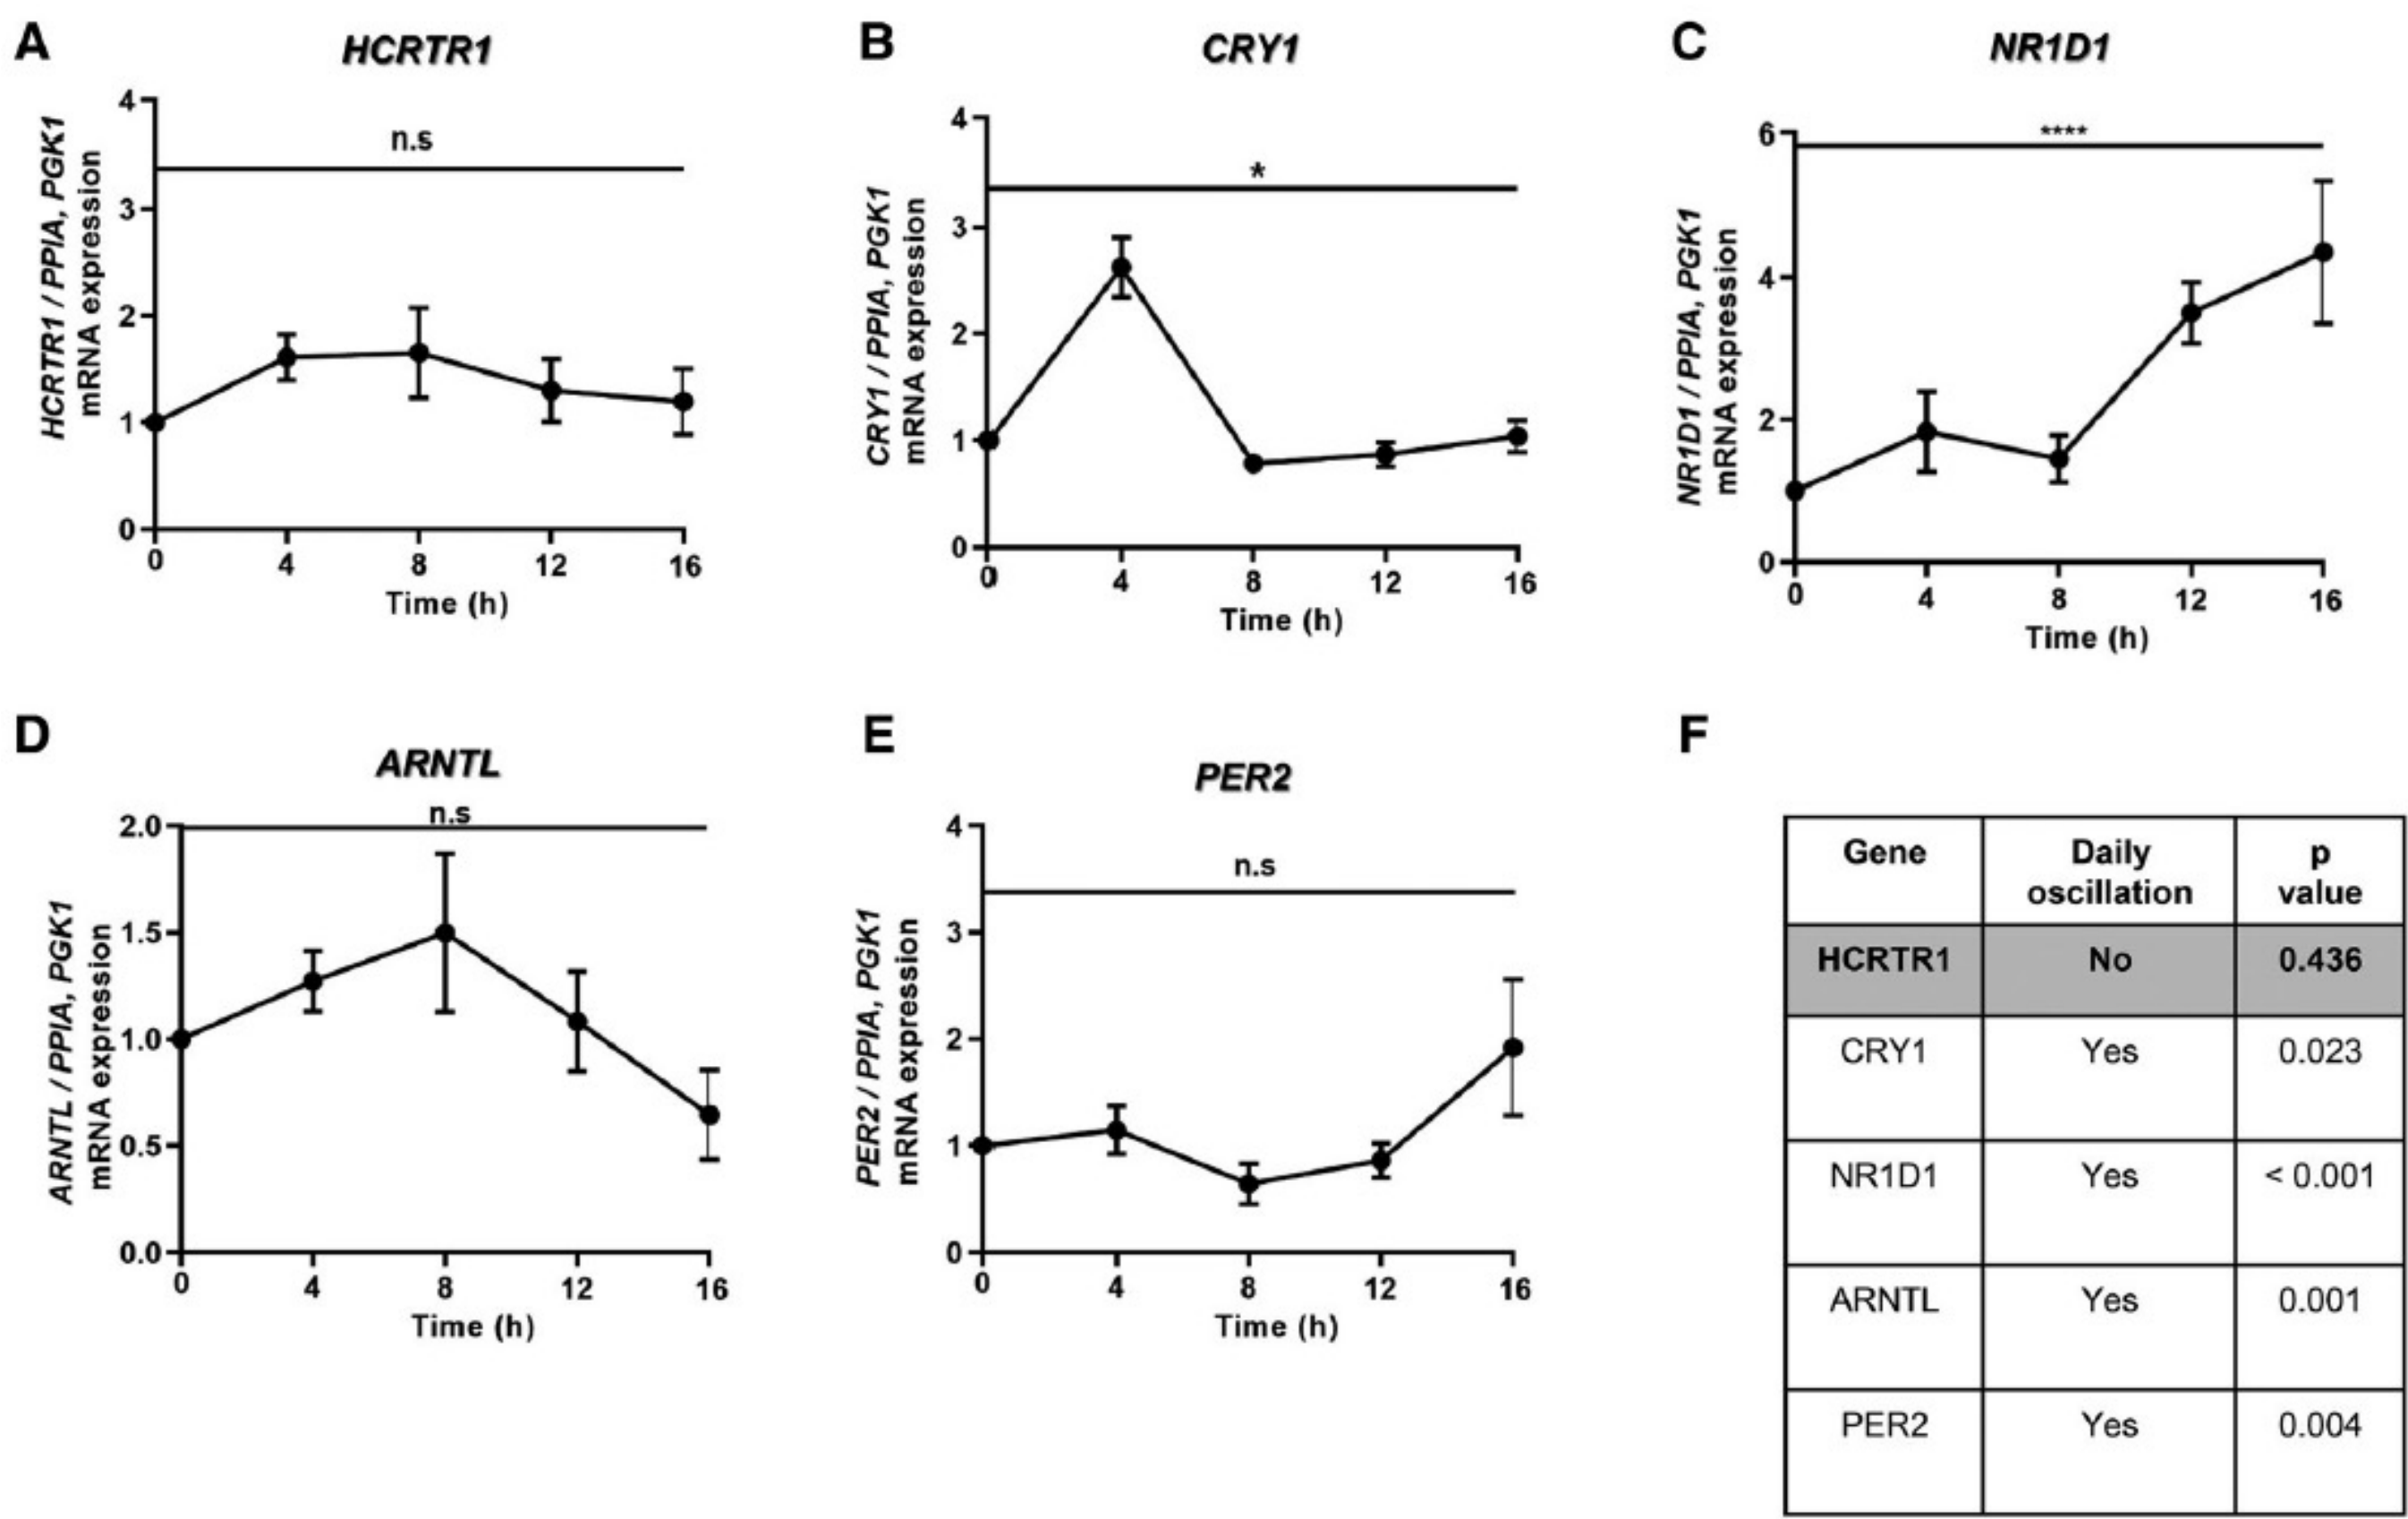 A
HCRTR1
HCRTR1 / PPIA, PGK1
mRNA expression
4
3
2
1
0
n.s
0 4 8 12 16
Time (h)
B
CRY1
CRY1 / PPIA, PGK1
mRNA expression
4
3
2
1
0
*
0 4 8 12 16
Time (h)
C
NR1D1
NR1D1 / PPIA, PGK1
mRNA expression
6
4
2
0
****
0 4 8 12 16
Time (h)
D
ARNTL
ARNTL / PPIA, PGK1
mRNA expression
2.0
1.5
1.0
0.5
0.0
n.s
0 4 8 12 16
Time (h)
E
PER2
PER2 / PPIA, PGK1
mRNA expression
4
3
2
1
0
n.s
0 4 8 12 16
Time (h)
F
Gene Daily p
oscillation value
HCRTR1 No 0.436
CRY1 Yes 0.023
NR1D1 Yes < 0.001
ARNTL Yes 0.001
PER2 Yes 0.004